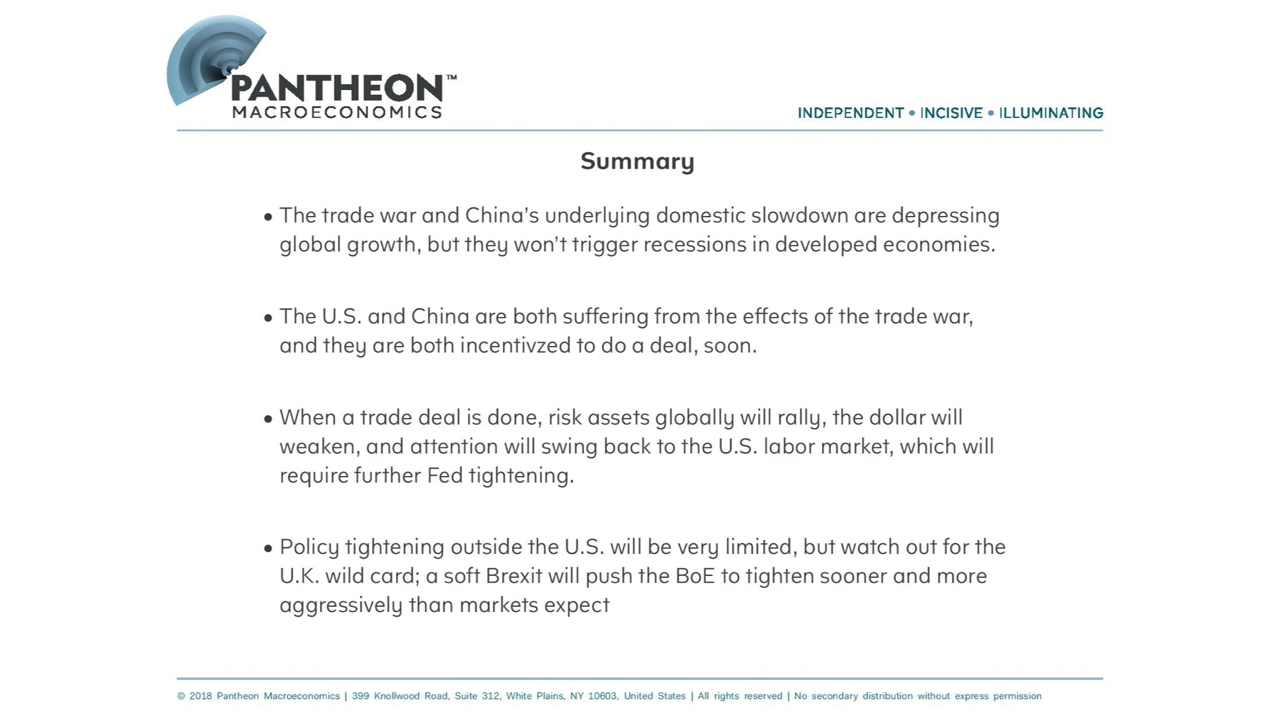 PANTHEON™
MACROECONOMICS
INDEPENDENT • INCISIVE • ILLUMINATING
Summary
• The trade war and China's underlying domestic slowdown are depressing
global growth, but they won't trigger recessions in developed economies.
• The U.S. and China are both suffering from the effects of the trade war,
and they are both incentivzed to do a deal, soon.
• When a trade deal is done, risk assets globally will rally, the dollar will
weaken, and attention will swing back to the U.S. labor market, which will
require further Fed tightening.
• Policy tightening outside the U.S. will be very limited, but watch out for the
U.K. wild card; a soft Brexit will push the BoE to tighten sooner and more
aggressively than markets expect
© 2018 Pantheon Macroeconomics | 399 Knollwood Road, Suite 312, White Plains, NY 10603, United States | All rights reserved | No secondary distribution without express permission